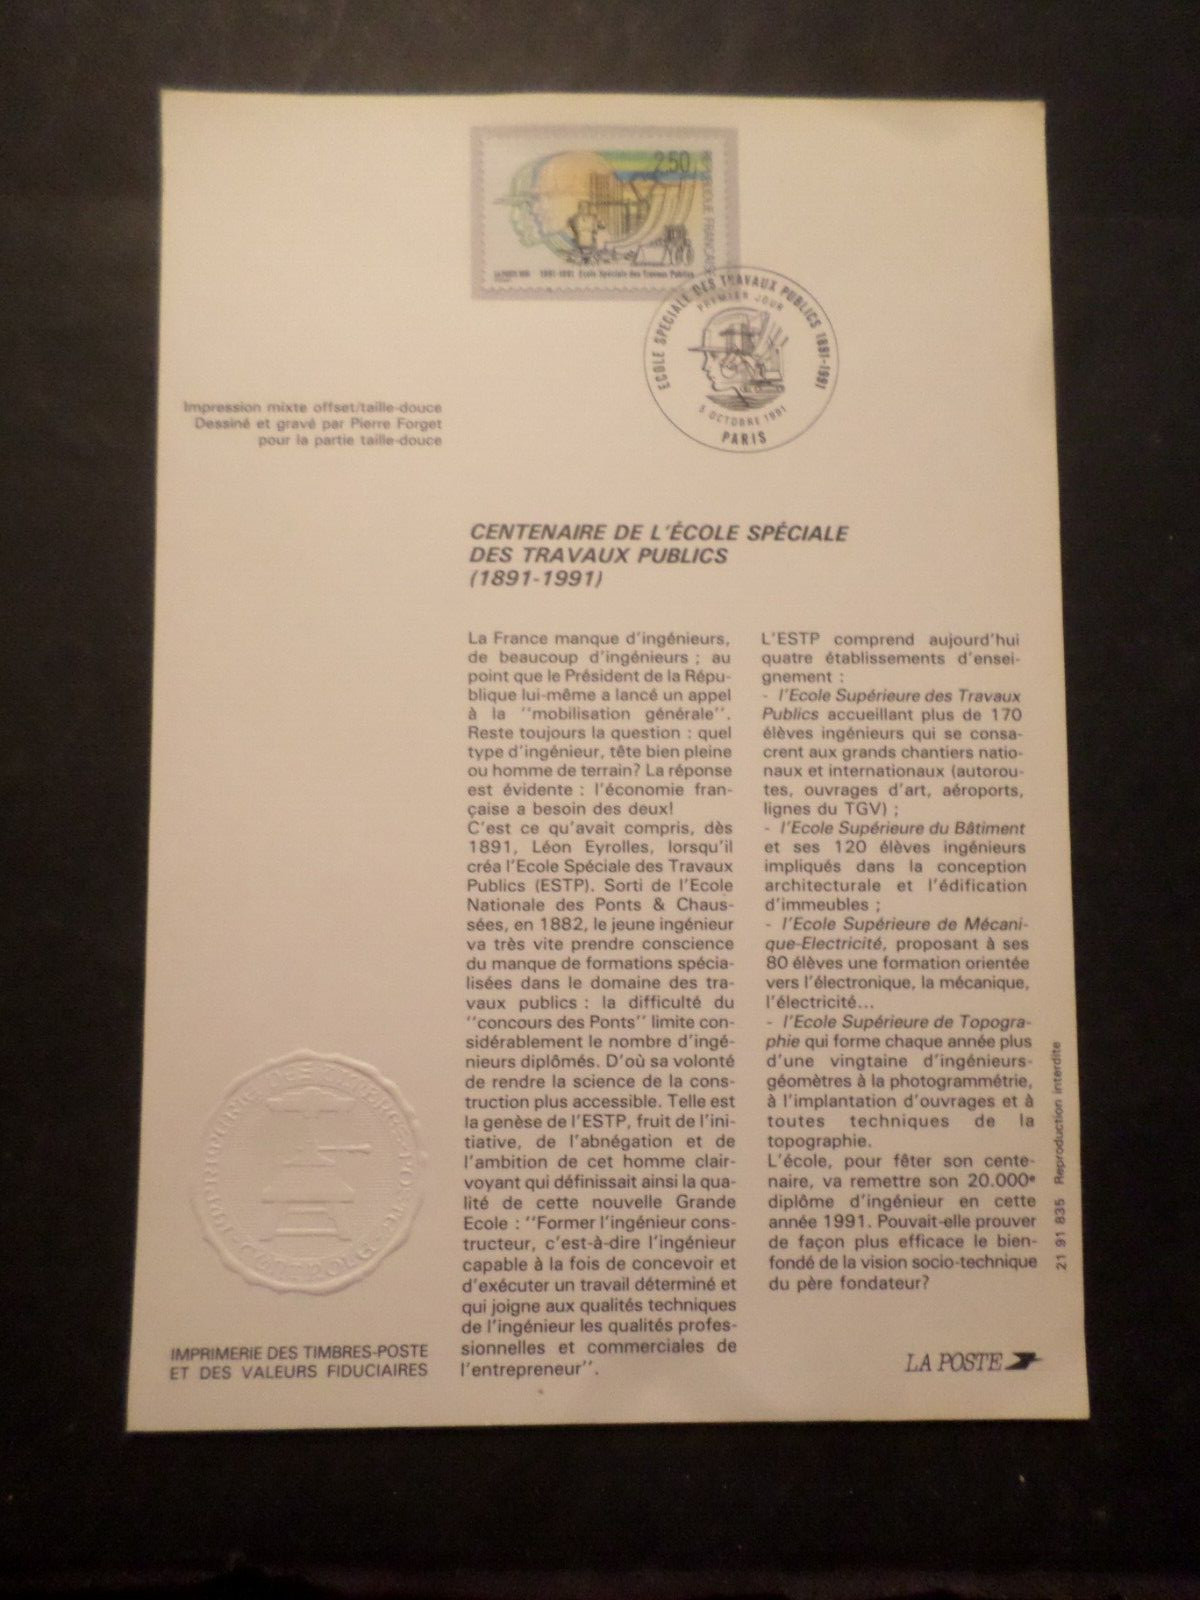 2,50
RÉPUBLIQUE FRANÇAISE
LA POSTE 1991
1891-1991 Ecole Spéciale des Travaux Publics
ECOLE SPECIALE DES TRAVAUX PUBLICS 1891-1991
PREMIER JOUR
5 OCTOBRE 1991
PARIS
Impression mixte offset/taille-douce
Dessiné et gravé par Pierre Forget
pour la partie taille-douce
CENTENAIRE DE L'ÉCOLE SPÉCIALE
DES TRAVAUX PUBLICS
(1891-1991)
La France manque d'ingénieurs,
de beaucoup d'ingénieurs ; au
point que le Président de la Répu-
blique lui-même a lancé un appel
à la ''mobilisation générale''.
Reste toujours la question : quel
type d'ingénieur, tête bien pleine
ou homme de terrain? La réponse
est évidente : l'économie fran-
çaise a besoin des deux!
C'est ce qu'avait compris, dès
1891, Léon Eyrolles, lorsqu'il
créa l'Ecole Spéciale des Travaux
Publics (ESTP). Sorti de l'Ecole
Nationale des Ponts & Chaus-
sées, en 1882, le jeune ingénieur
va très vite prendre conscience
du manque de formations spécia-
lisées dans le domaine des tra-
vaux publics : la difficulté du
''concours des Ponts'' limite con-
sidérablement le nombre d'ingé-
nieurs diplômés. D'où sa volonté
de rendre la science de la cons-
truction plus accessible. Telle est
la genèse de l'ESTP, fruit de l'ini-
tiative, de l'abnégation et de
l'ambition de cet homme clair-
voyant qui définissait ainsi la qua-
lité de cette nouvelle Grande
Ecole : ''Former l'ingénieur cons-
tructeur, c'est-à-dire l'ingénieur
capable à la fois de concevoir et
d'exécuter un travail déterminé et
qui joigne aux qualités techniques
de l'ingénieur les qualités profes-
sionnelles et commerciales de
l'entrepreneur''.
L'ESTP comprend aujourd'hui
quatre établissements d'ensei-
gnement :
- l'Ecole Supérieure des Travaux
Publics accueillant plus de 170
élèves ingénieurs qui se consa-
crent aux grands chantiers natio-
naux et internationaux (autorou-
tes, ouvrages d'art, aéroports,
lignes du TGV) ;
- l'Ecole Supérieure du Bâtiment
et ses 120 élèves ingénieurs
impliqués dans la conception
architecturale et l'édification
d'immeubles ;
- l'Ecole Supérieure de Mécani-
que-Electricité, proposant à ses
80 élèves une formation orientée
vers l'électronique, la mécanique,
l'électricité...
- l'Ecole Supérieure de Topogra-
phie qui forme chaque année plus
d'une vingtaine d'ingénieurs-
géomètres à la photogrammétrie,
à l'implantation d'ouvrages et à
toutes techniques de la
topographie.
L'école, pour fêter son cente-
naire, va remettre son 20.000e
diplôme d'ingénieur en cette
année 1991. Pouvait-elle prouver
de façon plus efficace le bien-
fondé de la vision socio-technique
du père fondateur?
21 91 835 Reproduction interdite
IMPRIMERIE DES TIMBRES-POSTE
IMPRIMERIE DES TIMBRES-POSTE
ET DES VALEURS FIDUCIAIRES
LA POSTE